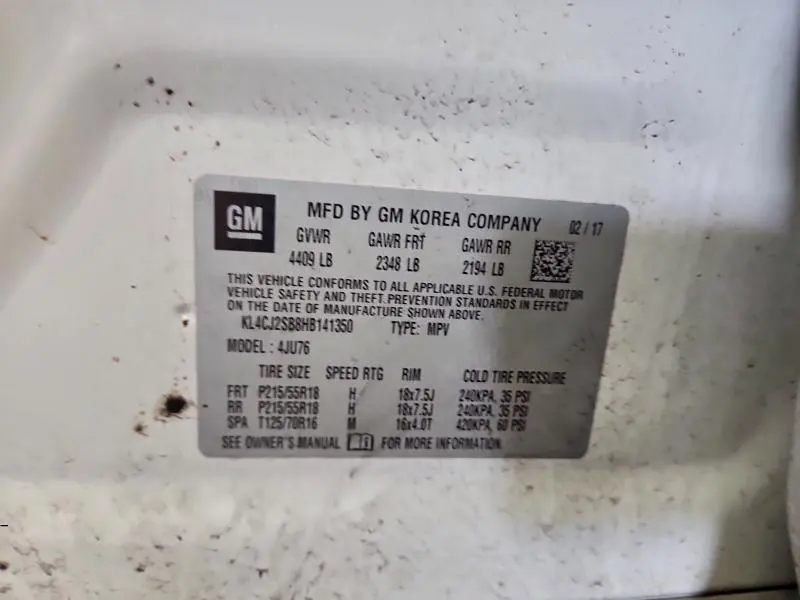 GM MFD BY GM KOREA COMPANY 02/17
GVWR GAWR FRT GAWR RR
4409 LB 2348 LB 2194 LB
THIS VEHICLE CONFORMS TO ALL APPLICABLE U.S. FEDERAL MOTOR
VEHICLE SAFETY AND THEFT PREVENTION STANDARDS IN EFFECT
ON THE DATE OF MANUFACTURE SHOWN ABOVE.
KL4CJ2SB8HB141350 TYPE: MPV
MODEL: 4JU76
TIRE SIZE SPEED RTG RIM COLD TIRE PRESSURE
FRT P215/55R18 H 18x7.5J 240KPA, 35 PSI
RR P215/55R18 H 18x7.5J 240KPA, 35 PSI
SPA T125/70R16 M 16x4.0T 420KPA, 60 PSI
SEE OWNER'S MANUAL FOR MORE INFORMATION